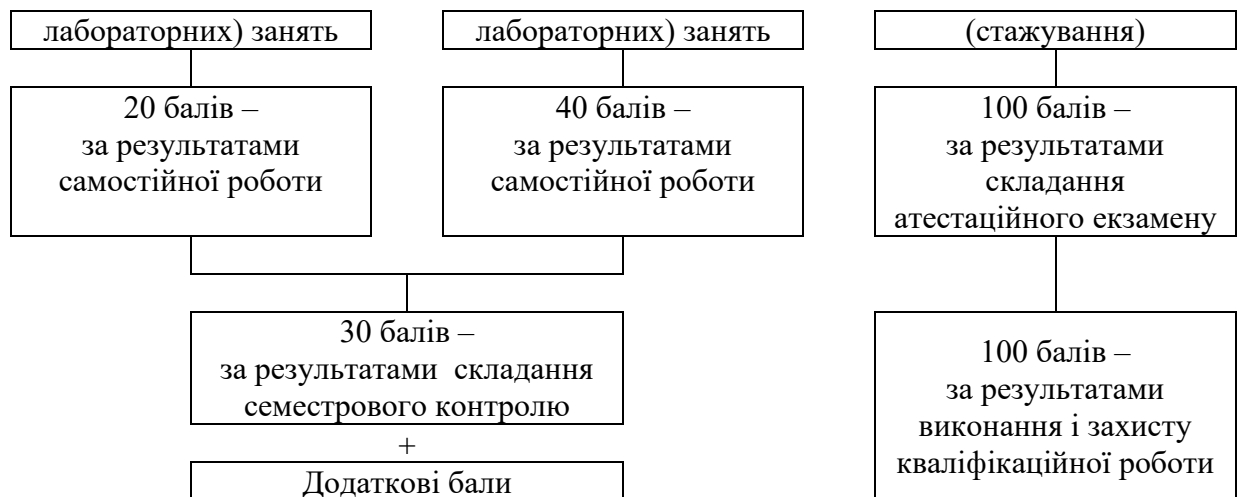 лабораторних) занять
лабораторних) занять
(стажування)
20 балів –
за результатами
самостійної роботи
40 балів –
за результатами
самостійної роботи
100 балів –
за результатами
складання
атестаційного екзамену
30 балів –
за результатами складання
семестрового контролю
+
Додаткові бали
100 балів –
за результатами
виконання і захисту
кваліфікаційної роботи